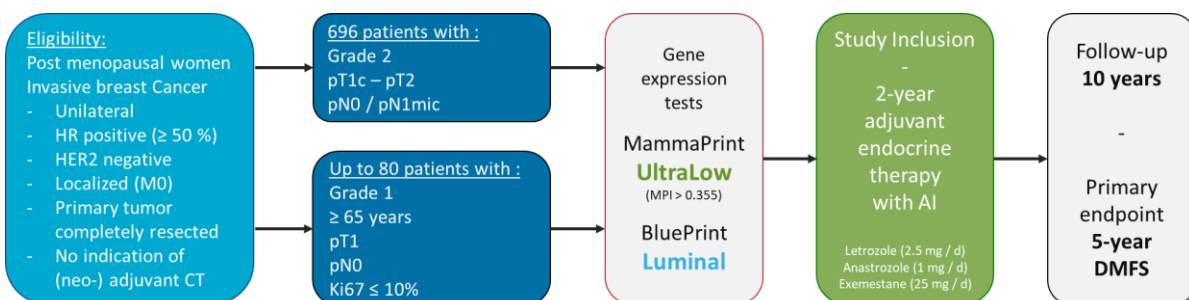 Eligibility:
Post menopausal women
Invasive breast Cancer
- Unilateral
- HR positive (≥ 50 %)
- HER2 negative
- Localized (M0)
- Primary tumor
completely resected
- No indication of
(neo-) adjuvant CT
696 patients with :
Grade 2
pT1c – pT2
pN0 / pN1mic
Up to 80 patients with :
Grade 1
≥ 65 years
pT1
pN0
Ki67 ≤ 10%
Gene
expression
tests
MammaPrint
UltraLow
(MPI > 0.355)
BluePrint
Luminal
Study Inclusion
-
2-year
adjuvant
endocrine
therapy
with AI
Letrozole (2.5 mg / d)
Anastrozole (1 mg / d)
Exemestane (25 mg / d)
Follow-up
10 years
-
Primary
endpoint
5-year
DMFS